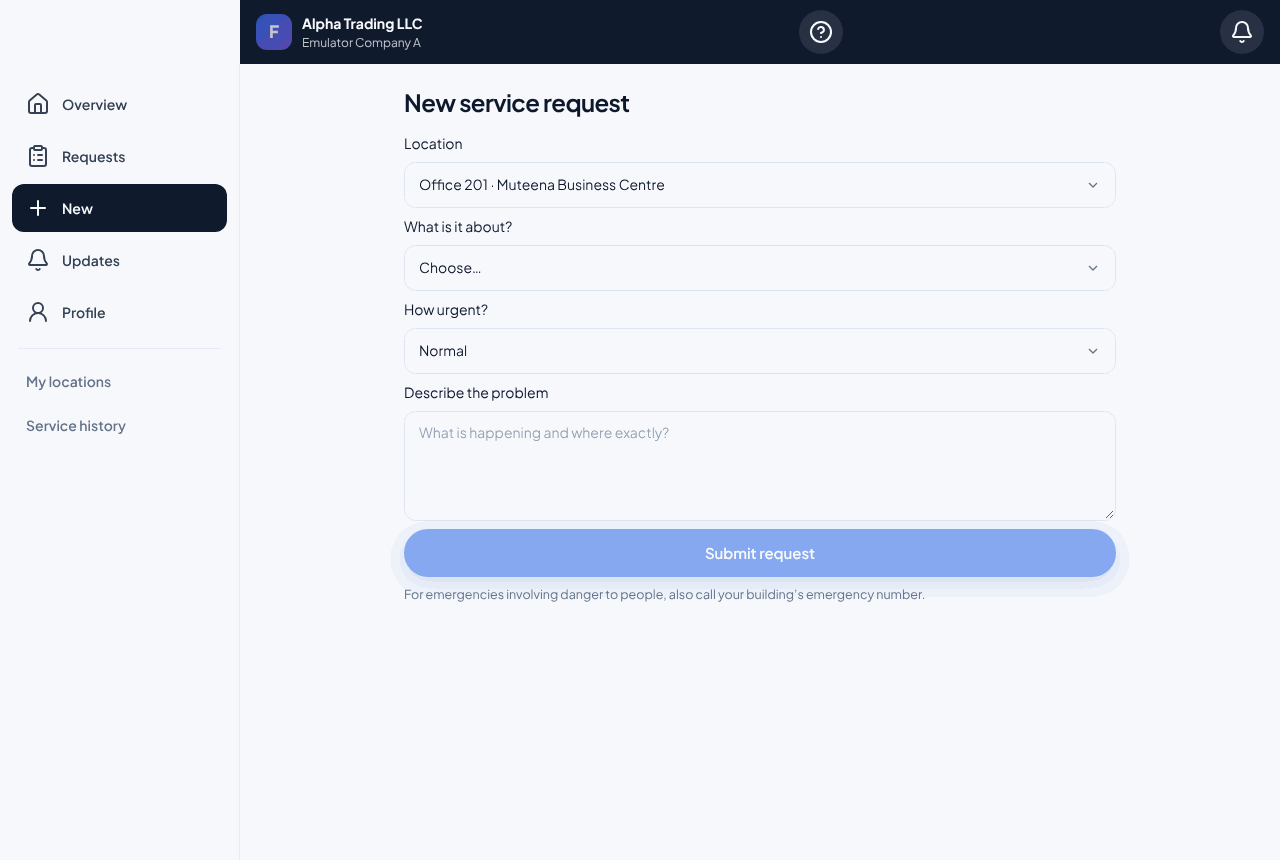 F
Alpha Trading LLC
Emulator Company A
Overview
Requests
New
Updates
Profile
My locations
Service history
New service request
Location
Office 201 · Muteena Business Centre
What is it about?
Choose…
How urgent?
Normal
Describe the problem
What is happening and where exactly?
Submit request
For emergencies involving danger to people, also call your building’s emergency number.